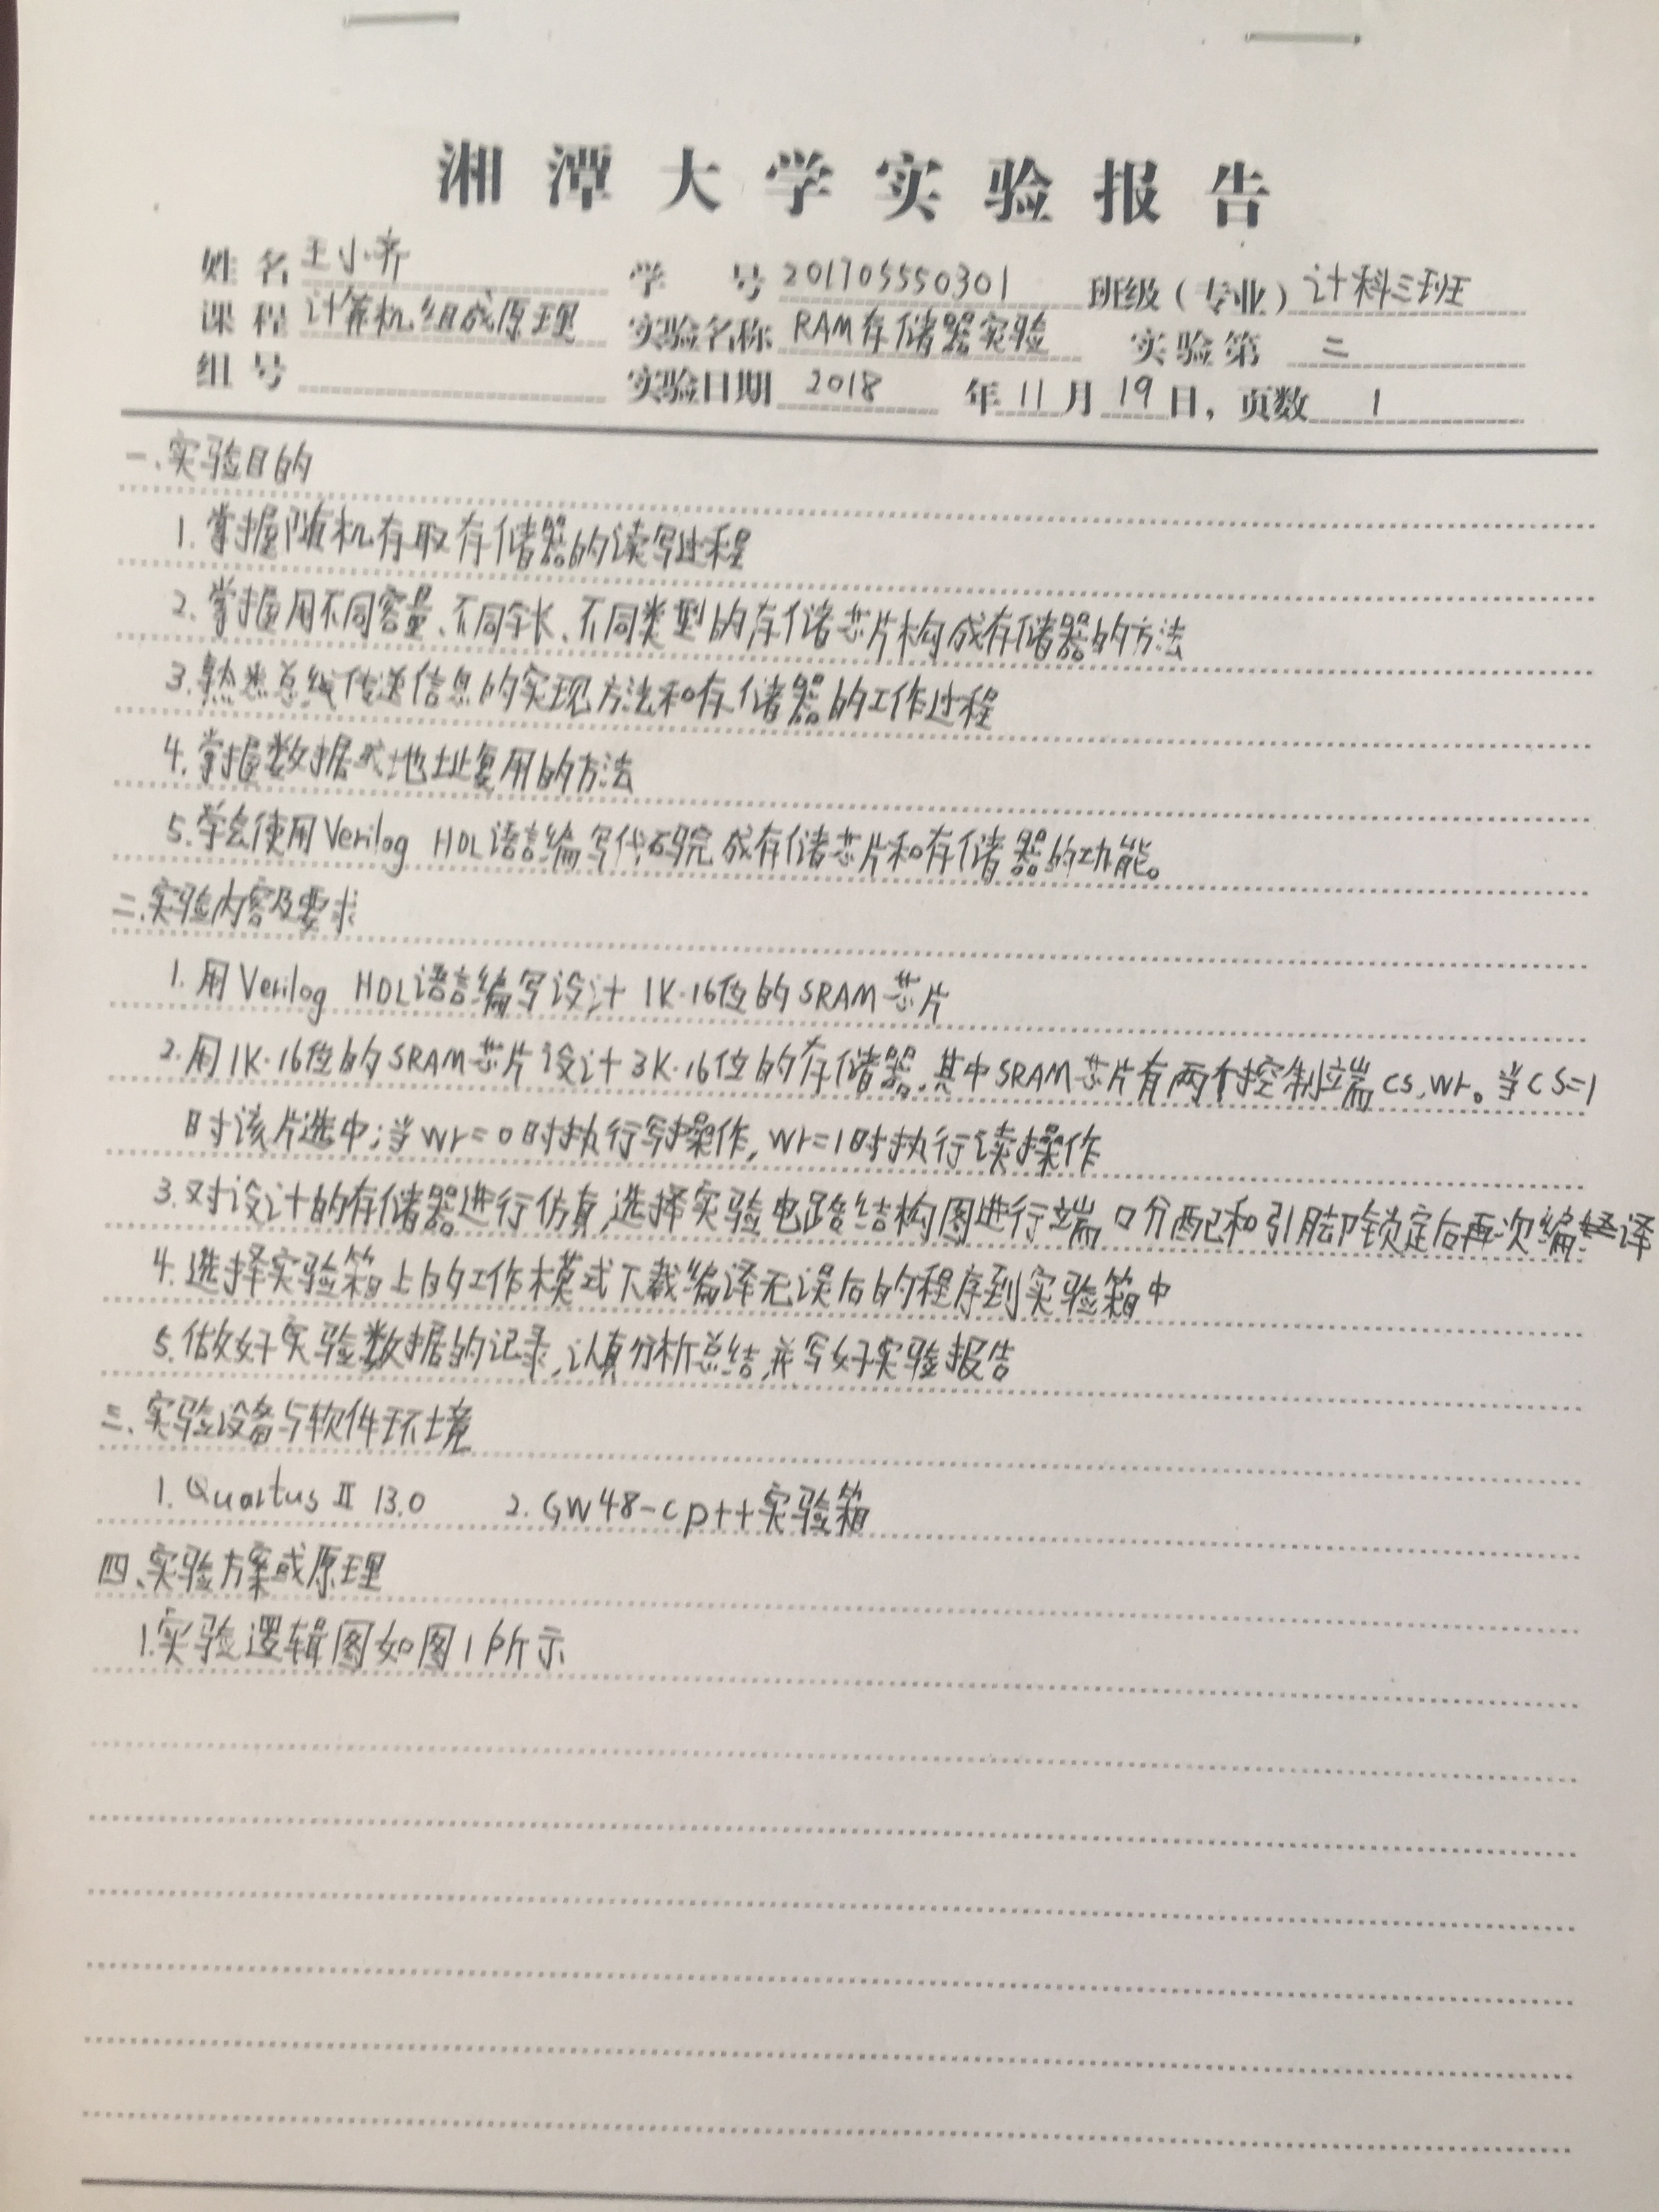 湘潭大学实验报告
姓名 王小齐 学号 201705550301 班级(专业) 计科三班
课程 计算机组成原理 实验名称 RAM存储器实验 实验第 二
组号 实验日期 2018 年 11 月 19 日, 页数 1
一.实验目的
1.掌握随机存取存储器的读写过程
2.掌握用不同容量、不同字长、不同类型的存储芯片构成存储器的方法
3.熟悉总线传送信息的实现方法和存储器的工作过程
4.掌握数据或地址复用的方法
5.学会使用Verilog HDL语言编写代码完成存储芯片和存储器的功能。
二.实验内容及要求
1.用Verilog HDL语言编写设计1K·16位的SRAM芯片
2.用1K·16位的SRAM芯片设计3K·16位的存储器,其中SRAM芯片有两个控制端cs,wr。当cs=1
时该片选中;当wr=0时执行写操作,wr=1时执行读操作
3.对设计的存储器进行仿真,选择实验电路结构图进行端口分配和引脚锁定后再次编译
4.选择实验箱上的工作模式下载编译无误后的程序到实验箱中
5.做好实验数据的记录,认真分析总结,并写好实验报告
三.实验设备与软件环境
1. Quartus II 13.0 2. GW48-cp++实验箱
四、实验方案或原理
1.实验逻辑图如图1所示